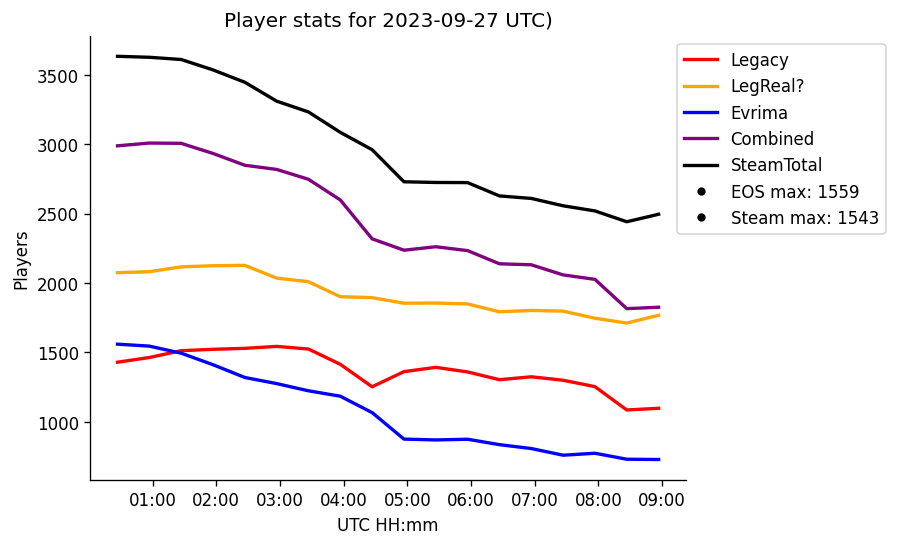 Player stats for 2023-09-27 UTC)
Legacy
LegReal?
Evrima
Combined
SteamTotal
EOS max: 1559
Steam max: 1543
Players
3500
3000
2500
2000
1500
1000
01:00 02:00 03:00 04:00 05:00 06:00 07:00 08:00 09:00
UTC HH:mm